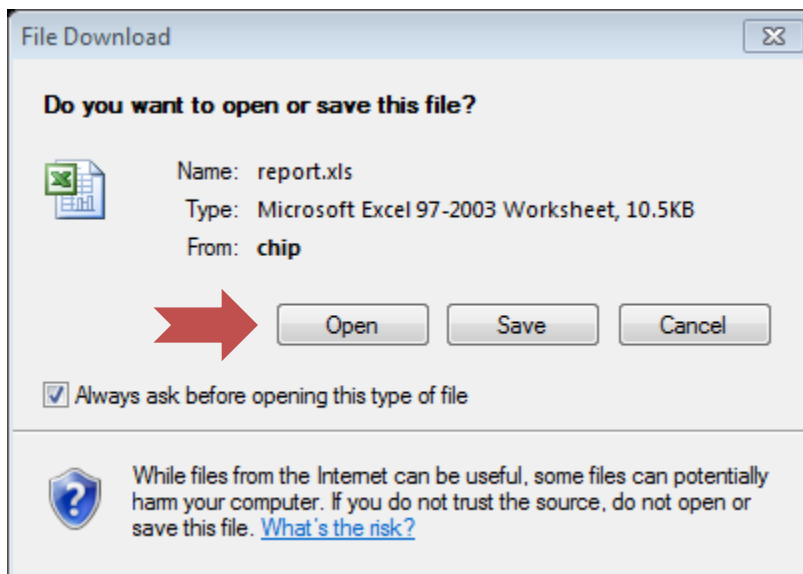 File Download
Do you want to open or save this file?
Name: report.xls
Type: Microsoft Excel 97-2003 Worksheet, 10.5KB
From: chip
Open Save Cancel
Always ask before opening this type of file
While files from the Internet can be useful, some files can potentially
harm your computer. If you do not trust the source, do not open or
save this file. What's the risk?